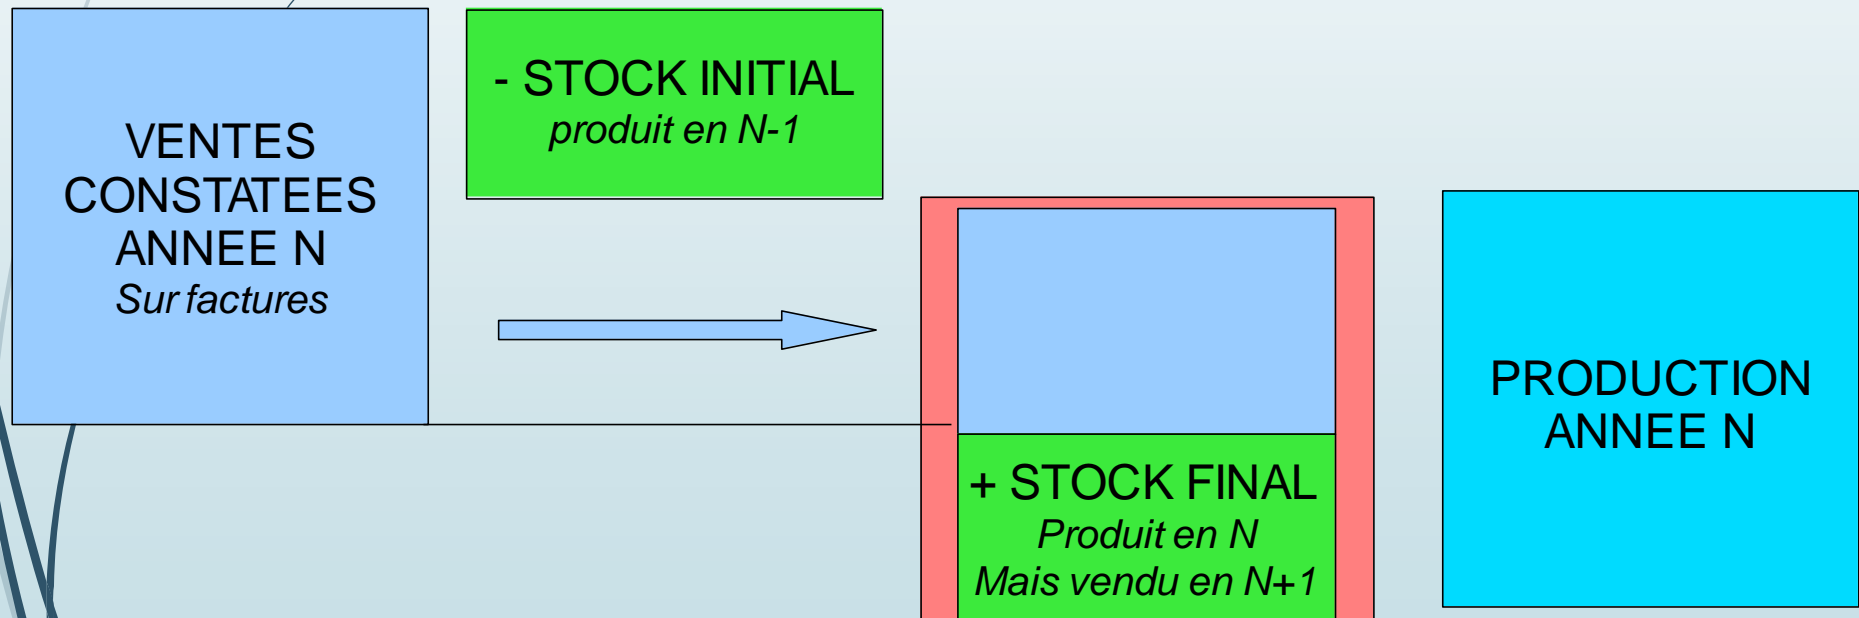 VENTES
CONSTATEES
ANNEE N
Sur factures
- STOCK INITIAL
produit en N-1
+ STOCK FINAL
Produit en N
Mais vendu en N+1
PRODUCTION
ANNEE N